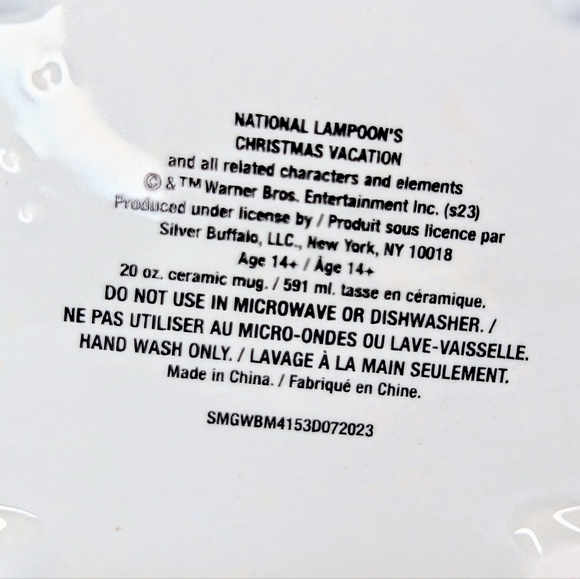 NATIONAL LAMPOON'S
CHRISTMAS VACATION
and all related characters and elements
© & ™ Warner Bros. Entertainment Inc. (s23)
Produced under license by / Produit sous licence par
Silver Buffalo, LLC., New York, NY 10018
Age 14+ / Âge 14+
20 oz. ceramic mug. / 591 ml. tasse en céramique.
DO NOT USE IN MICROWAVE OR DISHWASHER. /
NE PAS UTILISER AU MICRO-ONDES OU LAVE-VAISSELLE.
HAND WASH ONLY. / LAVAGE À LA MAIN SEULEMENT.
Made in China. / Fabriqué en Chine.
SMGWBM4153D072023